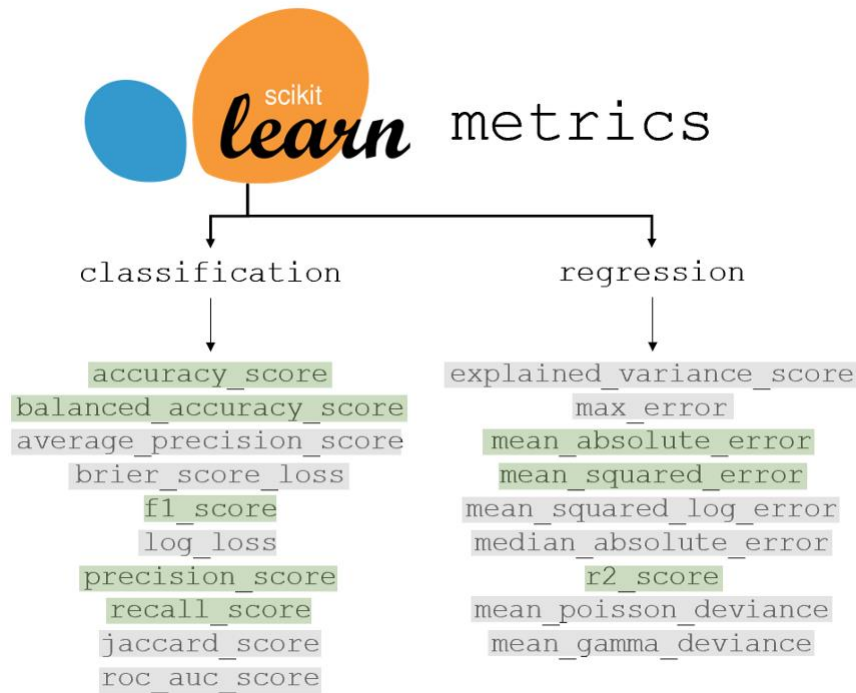 scikit
learn metrics
classification
accuracy_score
balanced_accuracy_score
average_precision_score
brier_score_loss
f1_score
log_loss
precision_score
recall_score
jaccard_score
roc_auc_score
regression
explained_variance_score
max_error
mean_absolute_error
mean_squared_error
mean_squared_log_error
median_absolute_error
r2_score
mean_poisson_deviance
mean_gamma_deviance